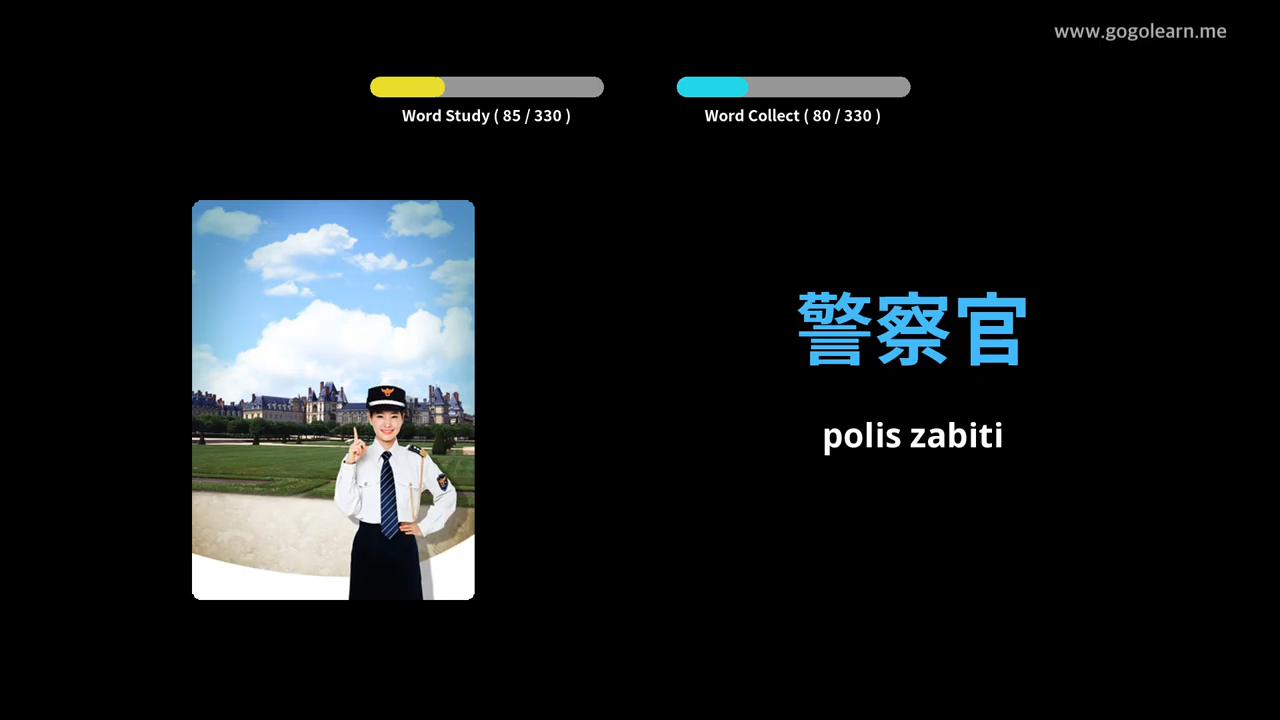 www.gogolearn.me
Word Study ( 85 / 330 )
Word Collect ( 80 / 330 )
警察官
polis zabiti